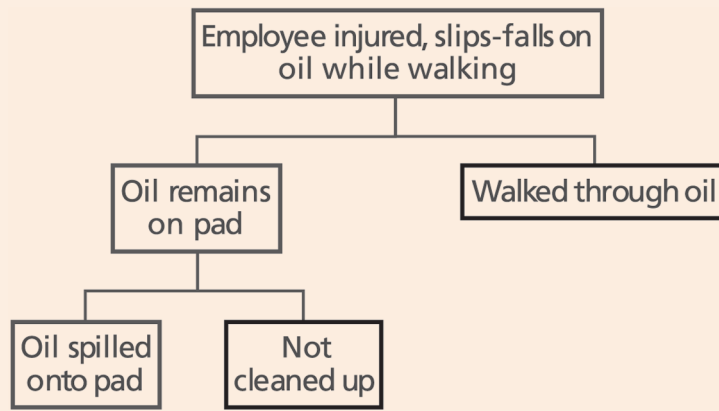 Employee injured, slips-falls on
oil while walking
Oil remains
on pad
Walked through oil
Oil spilled
onto pad
Not
cleaned up